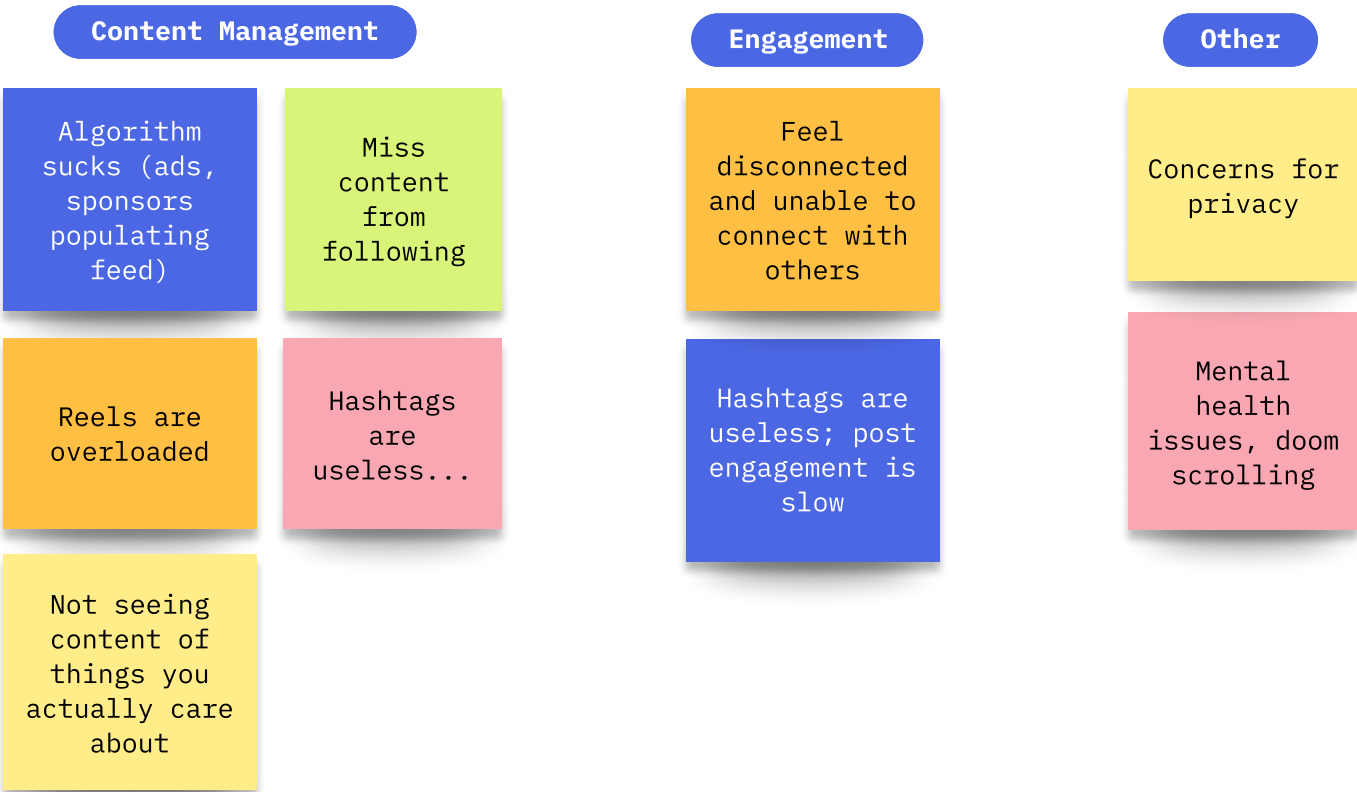 Content Management
Algorithm
sucks (ads,
sponsors
populating
feed)
Miss
content
from
following
Reels are
overloaded
Hashtags
are
useless...
Not seeing
content of
things you
actually care
about
Engagement
Feel
disconnected
and unable to
connect with
others
Hashtags are
useless; post
engagement is
slow
Other
Concerns for
privacy
Mental
health
issues, doom
scrolling